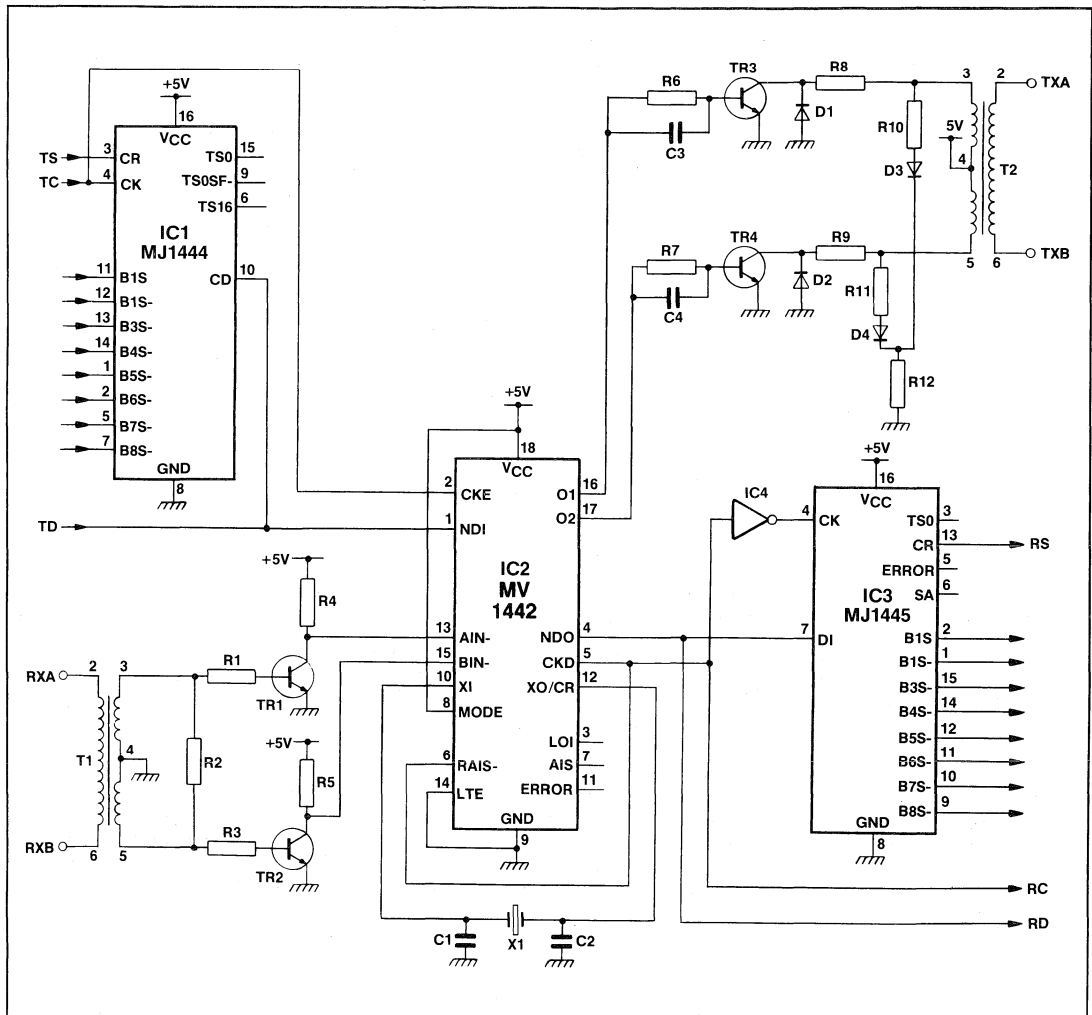 +5V
16
VCC
TS
3
CR
TS0
15
TC
4
CK
TS0SF-
9
TS16
6
IC1
MJ1444
11
B1S
CD
10
12
B1S-
13
B3S-
14
B4S-
1
B5S-
2
B6S-
5
B7S-
7
B8S-
GND
8
TD
R6
C3
TR3
D1
R8
R10
D3
3
2
TXA
5V
4
T2
R7
C4
TR4
D2
R9
R11
D4
5
6
TXB
R12
+5V
18
VCC
2
CKE
O1
16
1
NDI
O2
17
IC2
MV
1442
13
AIN-
NDO
4
15
BIN-
CKD
5
10
XI
XO/CR
12
8
MODE
LOI
3
6
RAIS-
AIS
7
14
LTE
ERROR
11
GND
9
+5V
R4
RXA
2
3
R1
TR1
T1
4
R2
+5V
R5
RXB
6
5
R3
TR2
C1
X1
C2
IC4
+5V
16
VCC
4
CK
TS0
3
CR
13
RS
ERROR
5
SA
6
IC3
MJ1445
7
DI
B1S
2
B1S-
1
B3S-
15
B4S-
14
B5S-
12
B6S-
11
B7S-
10
B8S-
9
GND
8
RC
RD